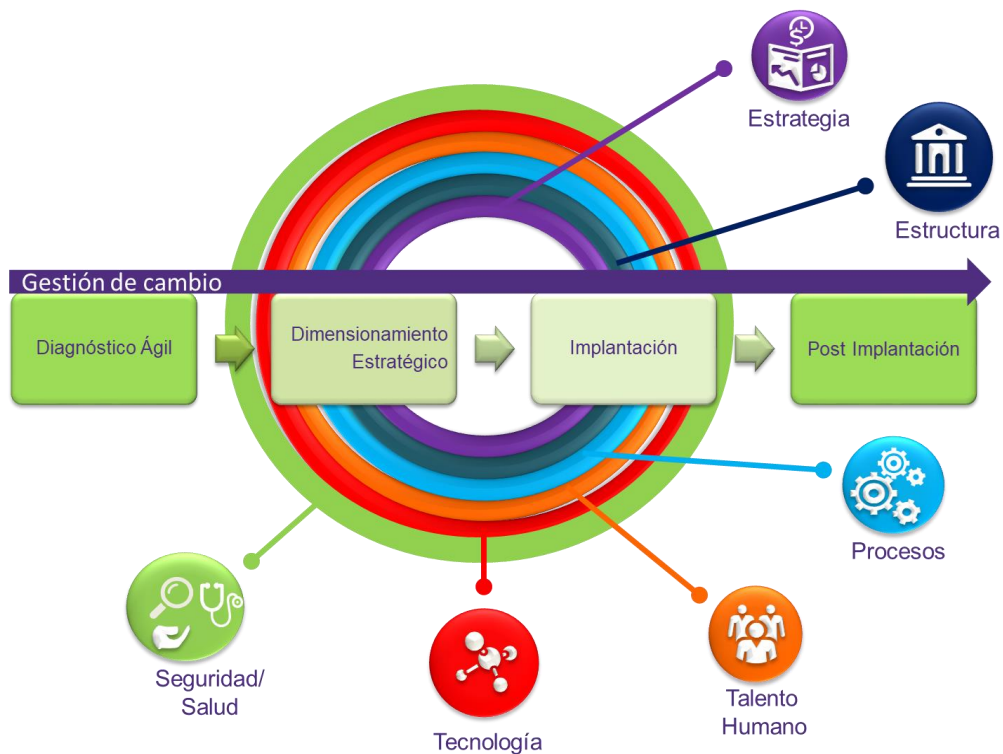 Estrategia
Estructura
Gestión de cambio
Diagnóstico Ágil
Dimensionamiento
Estratégico
Implantación
Post Implantación
Procesos
Seguridad/
Salud
Talento
Humano
Tecnología